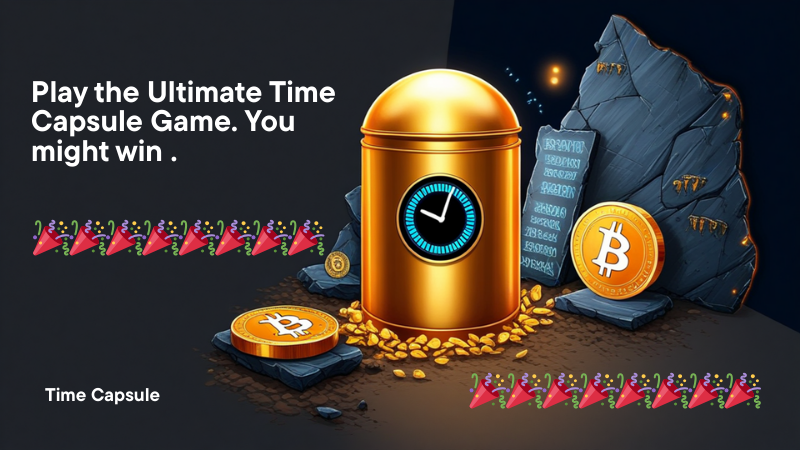 Play the Ultimate Time
Capsule Game. You
might win .
Time Capsule